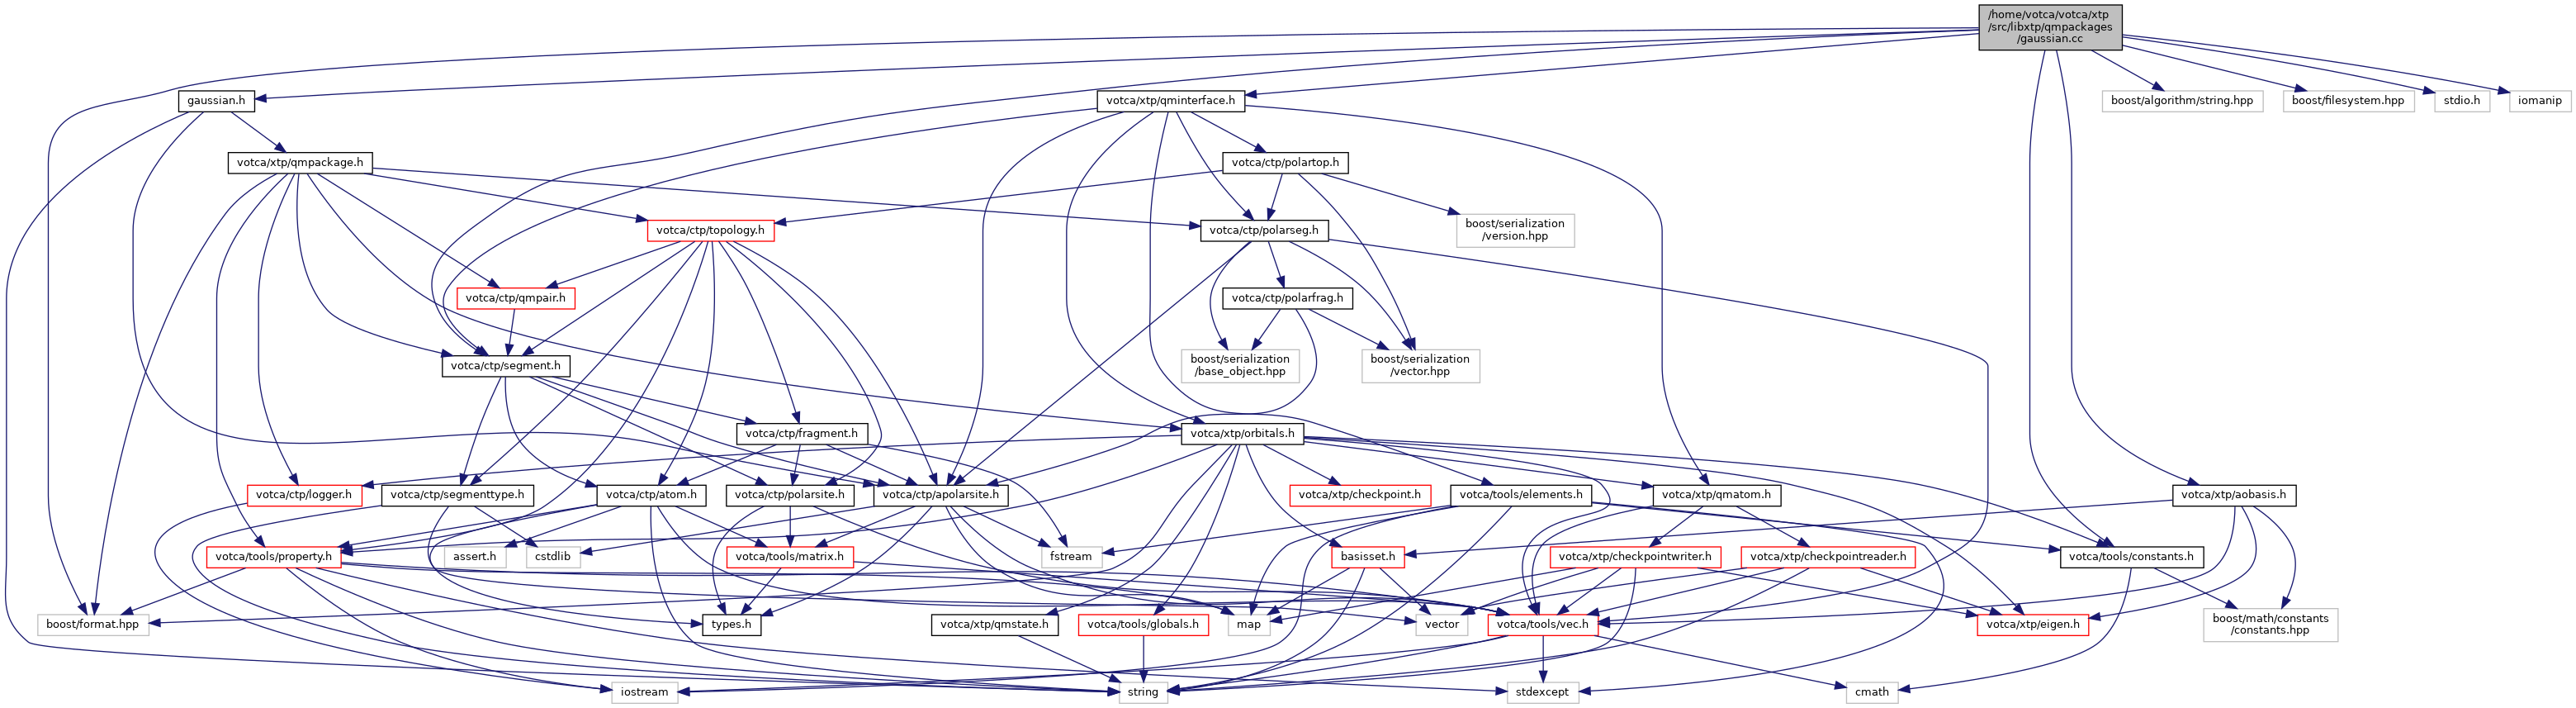 /home/votca/votca/xtp
/src/libxtp/qmpackages
/gaussian.cc
gaussian.h
votca/xtp/qminterface.h
boost/algorithm/string.hpp
boost/filesystem.hpp
stdio.h
iomanip
votca/xtp/qmpackage.h
votca/ctp/polartop.h
votca/ctp/topology.h
votca/ctp/polarseg.h
boost/serialization
/version.hpp
votca/ctp/qmpair.h
votca/ctp/polarfrag.h
votca/ctp/segment.h
boost/serialization
/base_object.hpp
boost/serialization
/vector.hpp
votca/ctp/fragment.h
votca/xtp/orbitals.h
votca/ctp/logger.h
votca/ctp/segmenttype.h
votca/ctp/atom.h
votca/ctp/polarsite.h
votca/ctp/apolarsite.h
votca/xtp/checkpoint.h
votca/tools/elements.h
votca/xtp/qmatom.h
votca/xtp/aobasis.h
votca/tools/property.h
assert.h
cstdlib
votca/tools/matrix.h
fstream
basisset.h
votca/xtp/checkpointwriter.h
votca/xtp/checkpointreader.h
votca/tools/constants.h
boost/format.hpp
types.h
votca/xtp/qmstate.h
votca/tools/globals.h
map
vector
votca/tools/vec.h
votca/xtp/eigen.h
boost/math/constants
/constants.hpp
iostream
string
stdexcept
cmath